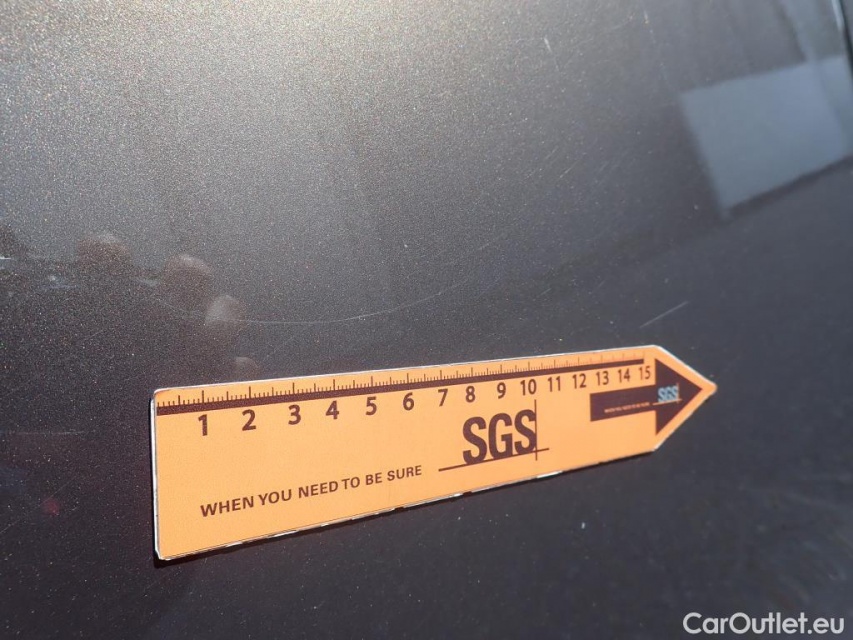 1 2 3 4 5 6 7 8 9 10 11 12 13 14 15
SGS
SGS
WHEN YOU NEED TO BE SURE
CarOutlet.eu